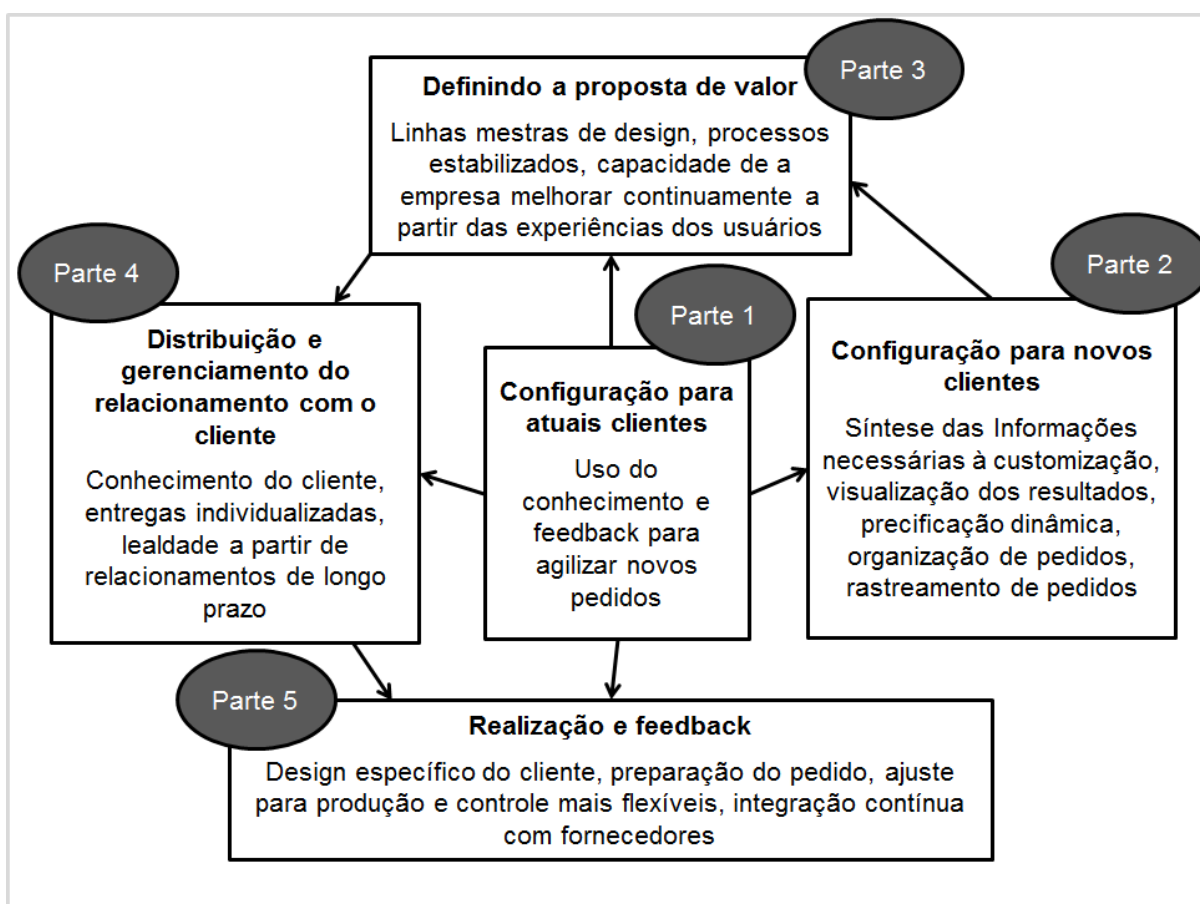 Parte 3
Definindo a proposta de valor
Linhas mestras de design, processos
estabilizados, capacidade de a
empresa melhorar continuamente a
partir das experiências dos usuários
Parte 4
Distribuição e
gerenciamento do
relacionamento com o
cliente
Conhecimento do cliente,
entregas individualizadas,
lealdade a partir de
relacionamentos de longo
prazo
Parte 1
Configuração para
atuais clientes
Uso do
conhecimento e
feedback para
agilizar novos
pedidos
Parte 2
Configuração para novos
clientes
Síntese das Informações
necessárias à customização,
visualização dos resultados,
precificação dinâmica,
organização de pedidos,
rastreamento de pedidos
Parte 5
Realização e feedback
Design específico do cliente, preparação do pedido, ajuste
para produção e controle mais flexíveis, integração contínua
com fornecedores